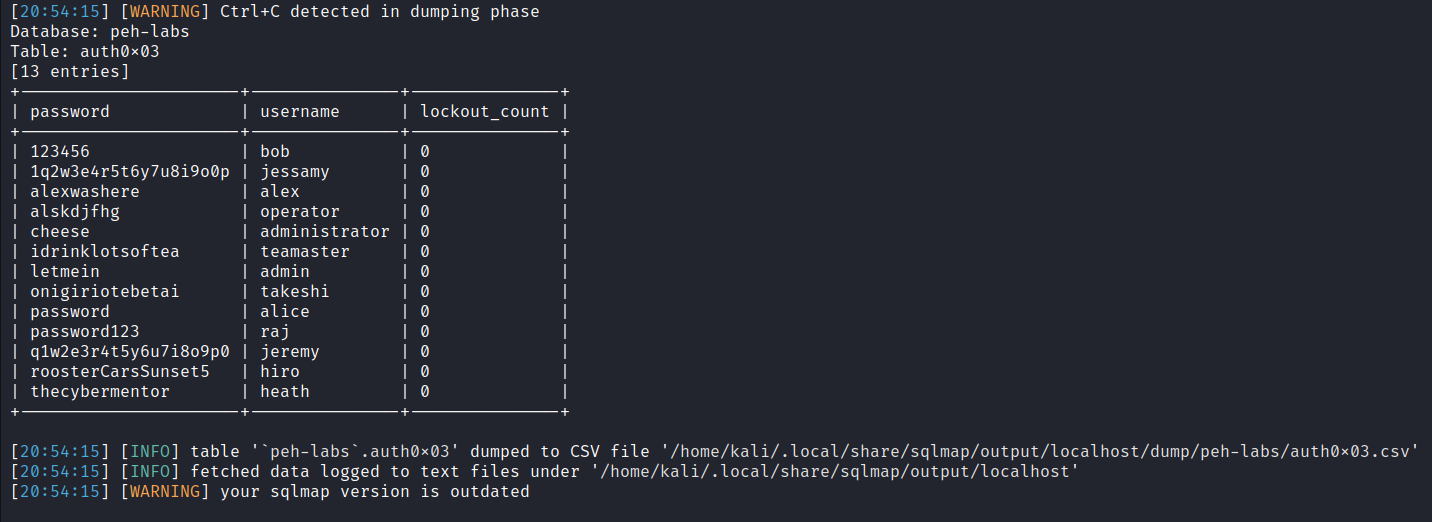 [20:54:15] [WARNING] Ctrl+C detected in dumping phase
Database: peh-labs
Table: auth0×03
[13 entries]
+----------------------+---------------+---------------+
| password             | username      | lockout_count |
+----------------------+---------------+---------------+
| 123456               | bob           | 0             |
| 1q2w3e4r5t6y7u8i9o0p | jessamy       | 0             |
| alexwashere          | alex          | 0             |
| alskdjfhg            | operator      | 0             |
| cheese               | administrator | 0             |
| idrinklotsoftea      | teamaster     | 0             |
| letmein              | admin         | 0             |
| onigiriotebetai      | takeshi       | 0             |
| password             | alice         | 0             |
| password123          | raj           | 0             |
| q1w2e3r4t5y6u7i8o9p0 | jeremy        | 0             |
| roosterCarsSunset5   | hiro          | 0             |
| thecybermentor       | heath         | 0             |
+----------------------+---------------+---------------+
[20:54:15] [INFO] table '`peh-labs`.auth0×03' dumped to CSV file '/home/kali/.local/share/sqlmap/output/localhost/dump/peh-labs/auth0×03.csv'
[20:54:15] [INFO] fetched data logged to text files under '/home/kali/.local/share/sqlmap/output/localhost'
[20:54:15] [WARNING] your sqlmap version is outdated